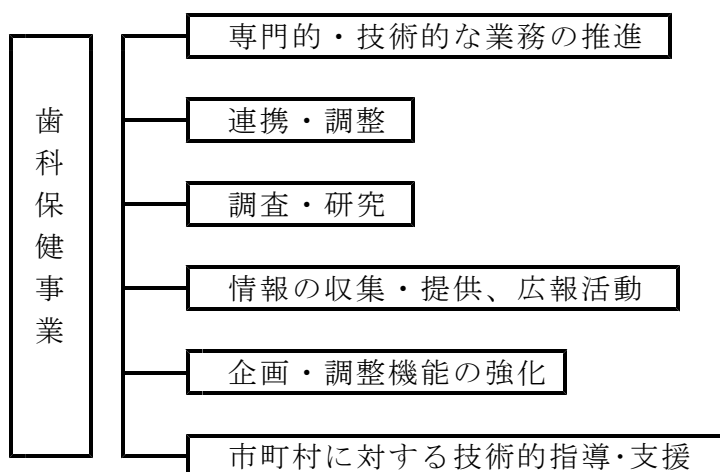 歯科保健事業
専門的・技術的な業務の推進
連携・調整
調査・研究
情報の収集・提供、広報活動
企画・調整機能の強化
市町村に対する技術的指導・支援